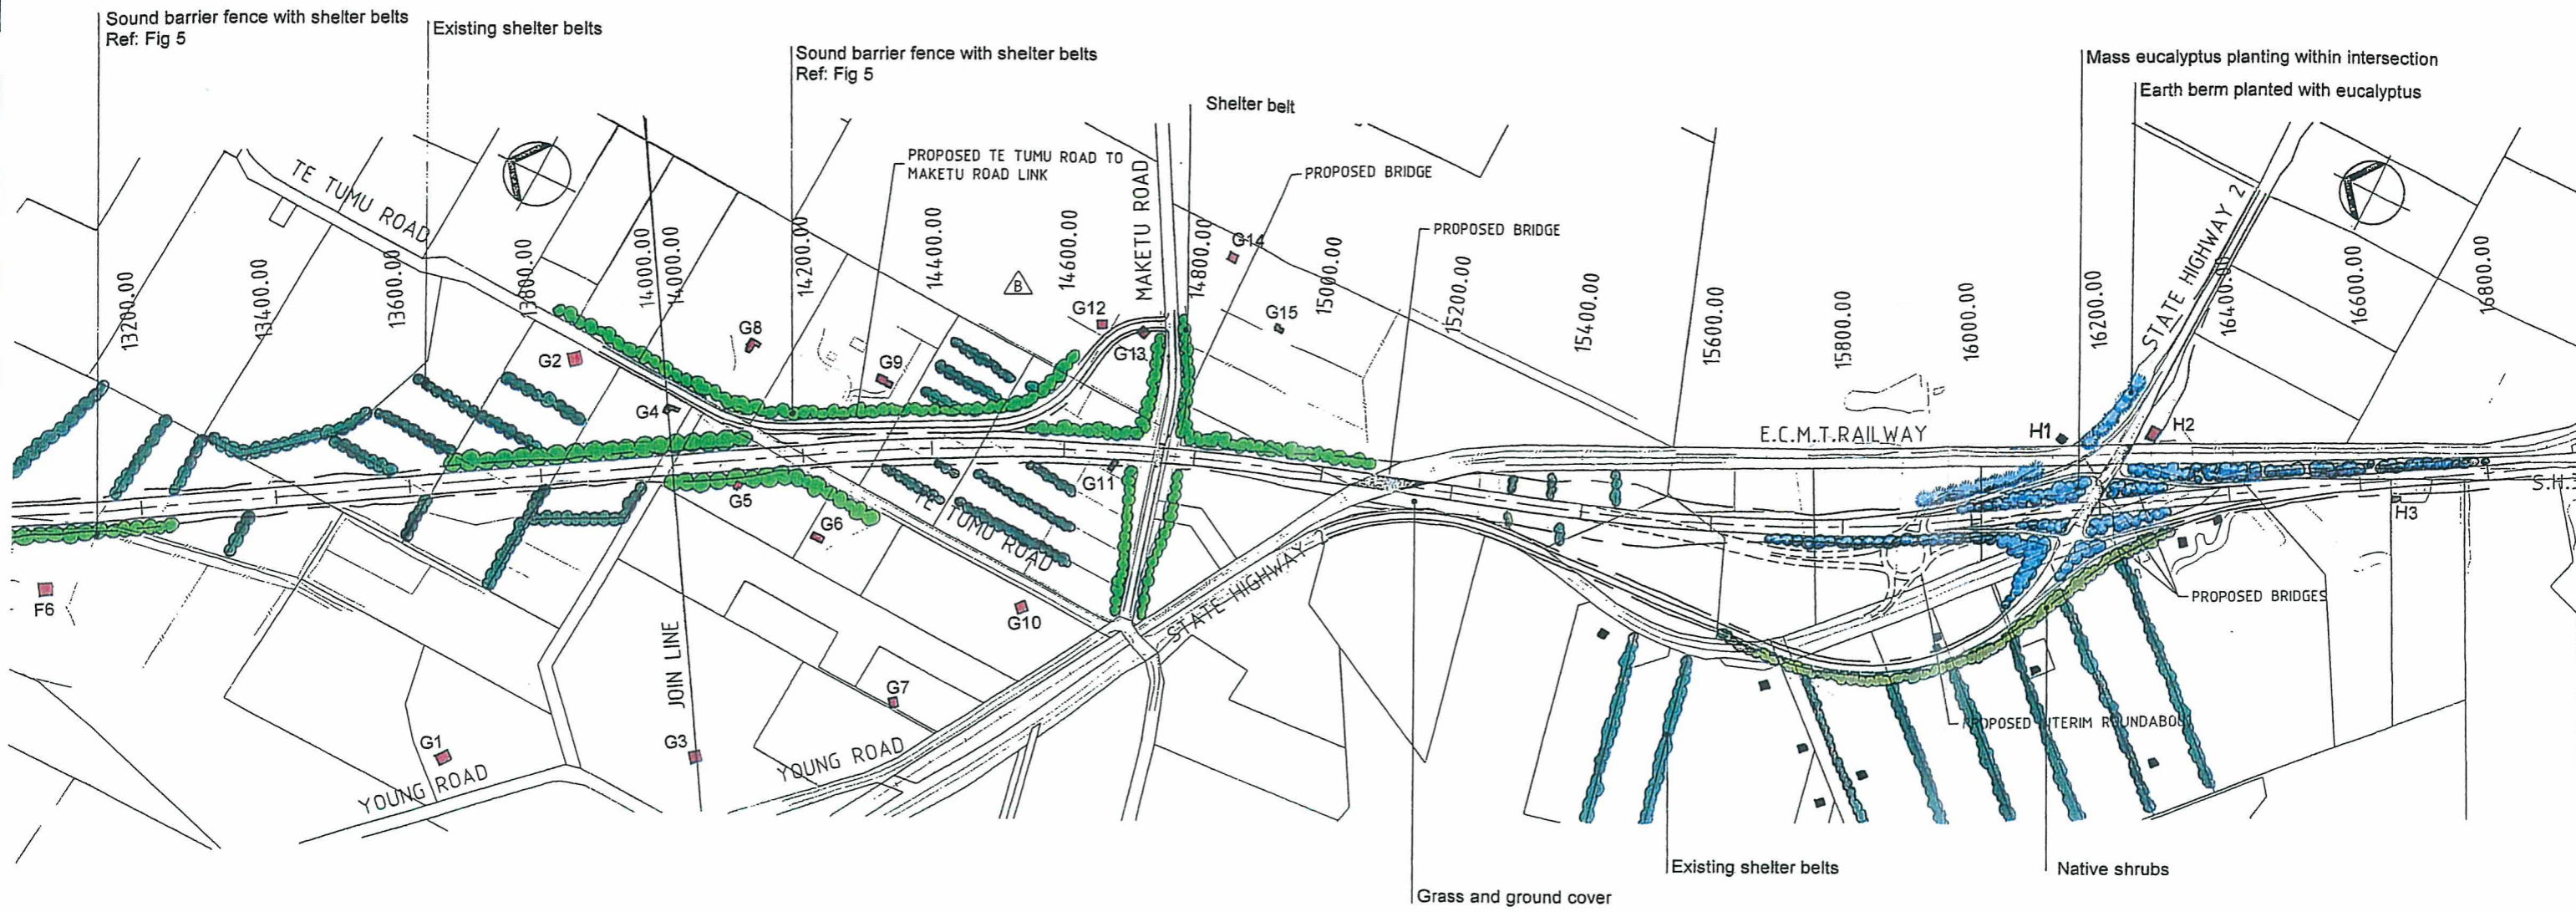 Sound barrier fence with shelter belts
Ref: Fig 5
Existing shelter belts
Sound barrier fence with shelter belts
Ref: Fig 5
Shelter belt
Mass eucalyptus planting within intersection
Earth berm planted with eucalyptus
TE TUMU ROAD
PROPOSED TE TUMU ROAD TO
MAKETU ROAD LINK
MAKETU ROAD
PROPOSED BRIDGE
PROPOSED BRIDGE
STATE HIGHWAY 2
13200.00
13400.00
13600.00
13800.00
14000.00
14000.00
14200.00
14400.00
B
14600.00
14800.00
15000.00
15200.00
15400.00
15600.00
15800.00
16000.00
16200.00
16400.00
16600.00
16800.00
G14
G12
G15
G8
G13
G2
G9
G4
E.C.M.T.RAILWAY
H1
H2
G11
G5
S.H.
G6
H3
TE TUMU ROAD
F6
G10
STATE HIGHWAY
PROPOSED BRIDGES
JOIN LINE
G7
G1
G3
PROPOSED INTERIM ROUNDABOU
YOUNG ROAD
YOUNG ROAD
Existing shelter belts
Native shrubs
Grass and ground cover